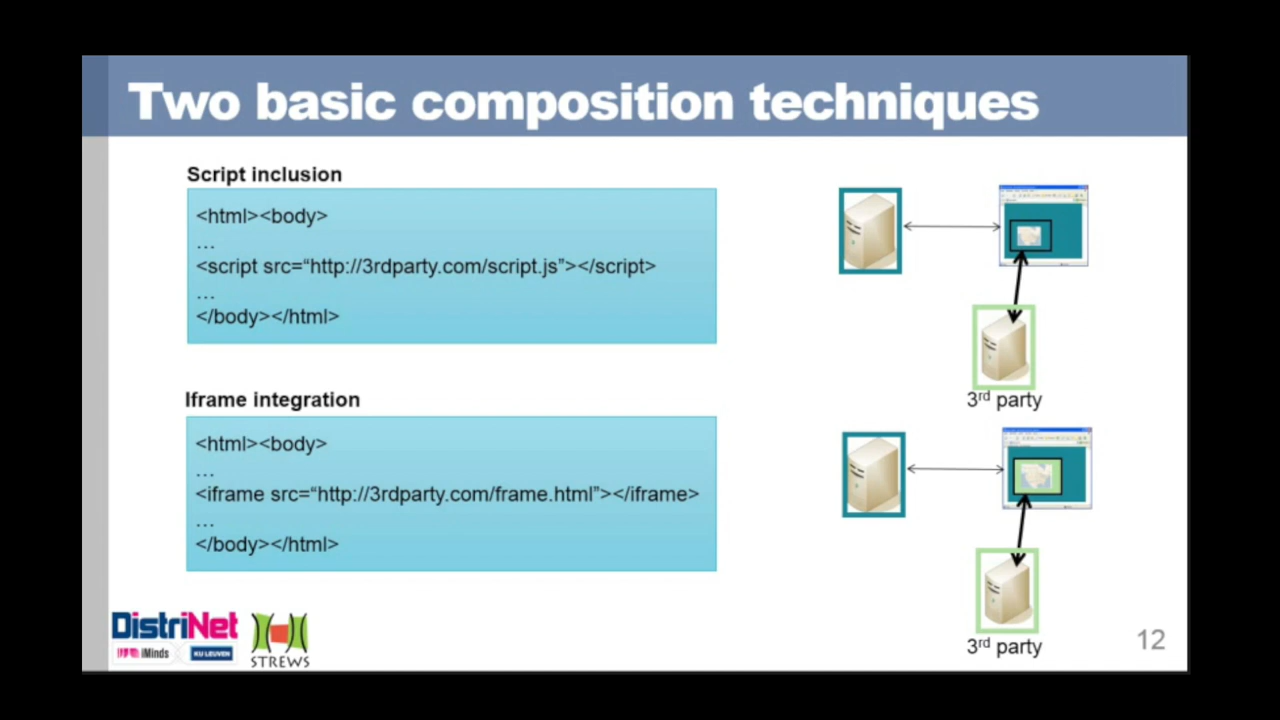 Two basic composition techniques
Script inclusion
<html><body>
…
<script src=“http://3rdparty.com/script.js”></script>
…
</body></html>
3rd party
Iframe integration
<html><body>
…
<iframe src=“http://3rdparty.com/frame.html”></iframe>
…
</body></html>
3rd party
DistriNet
iMinds
KU LEUVEN
STREWS
12